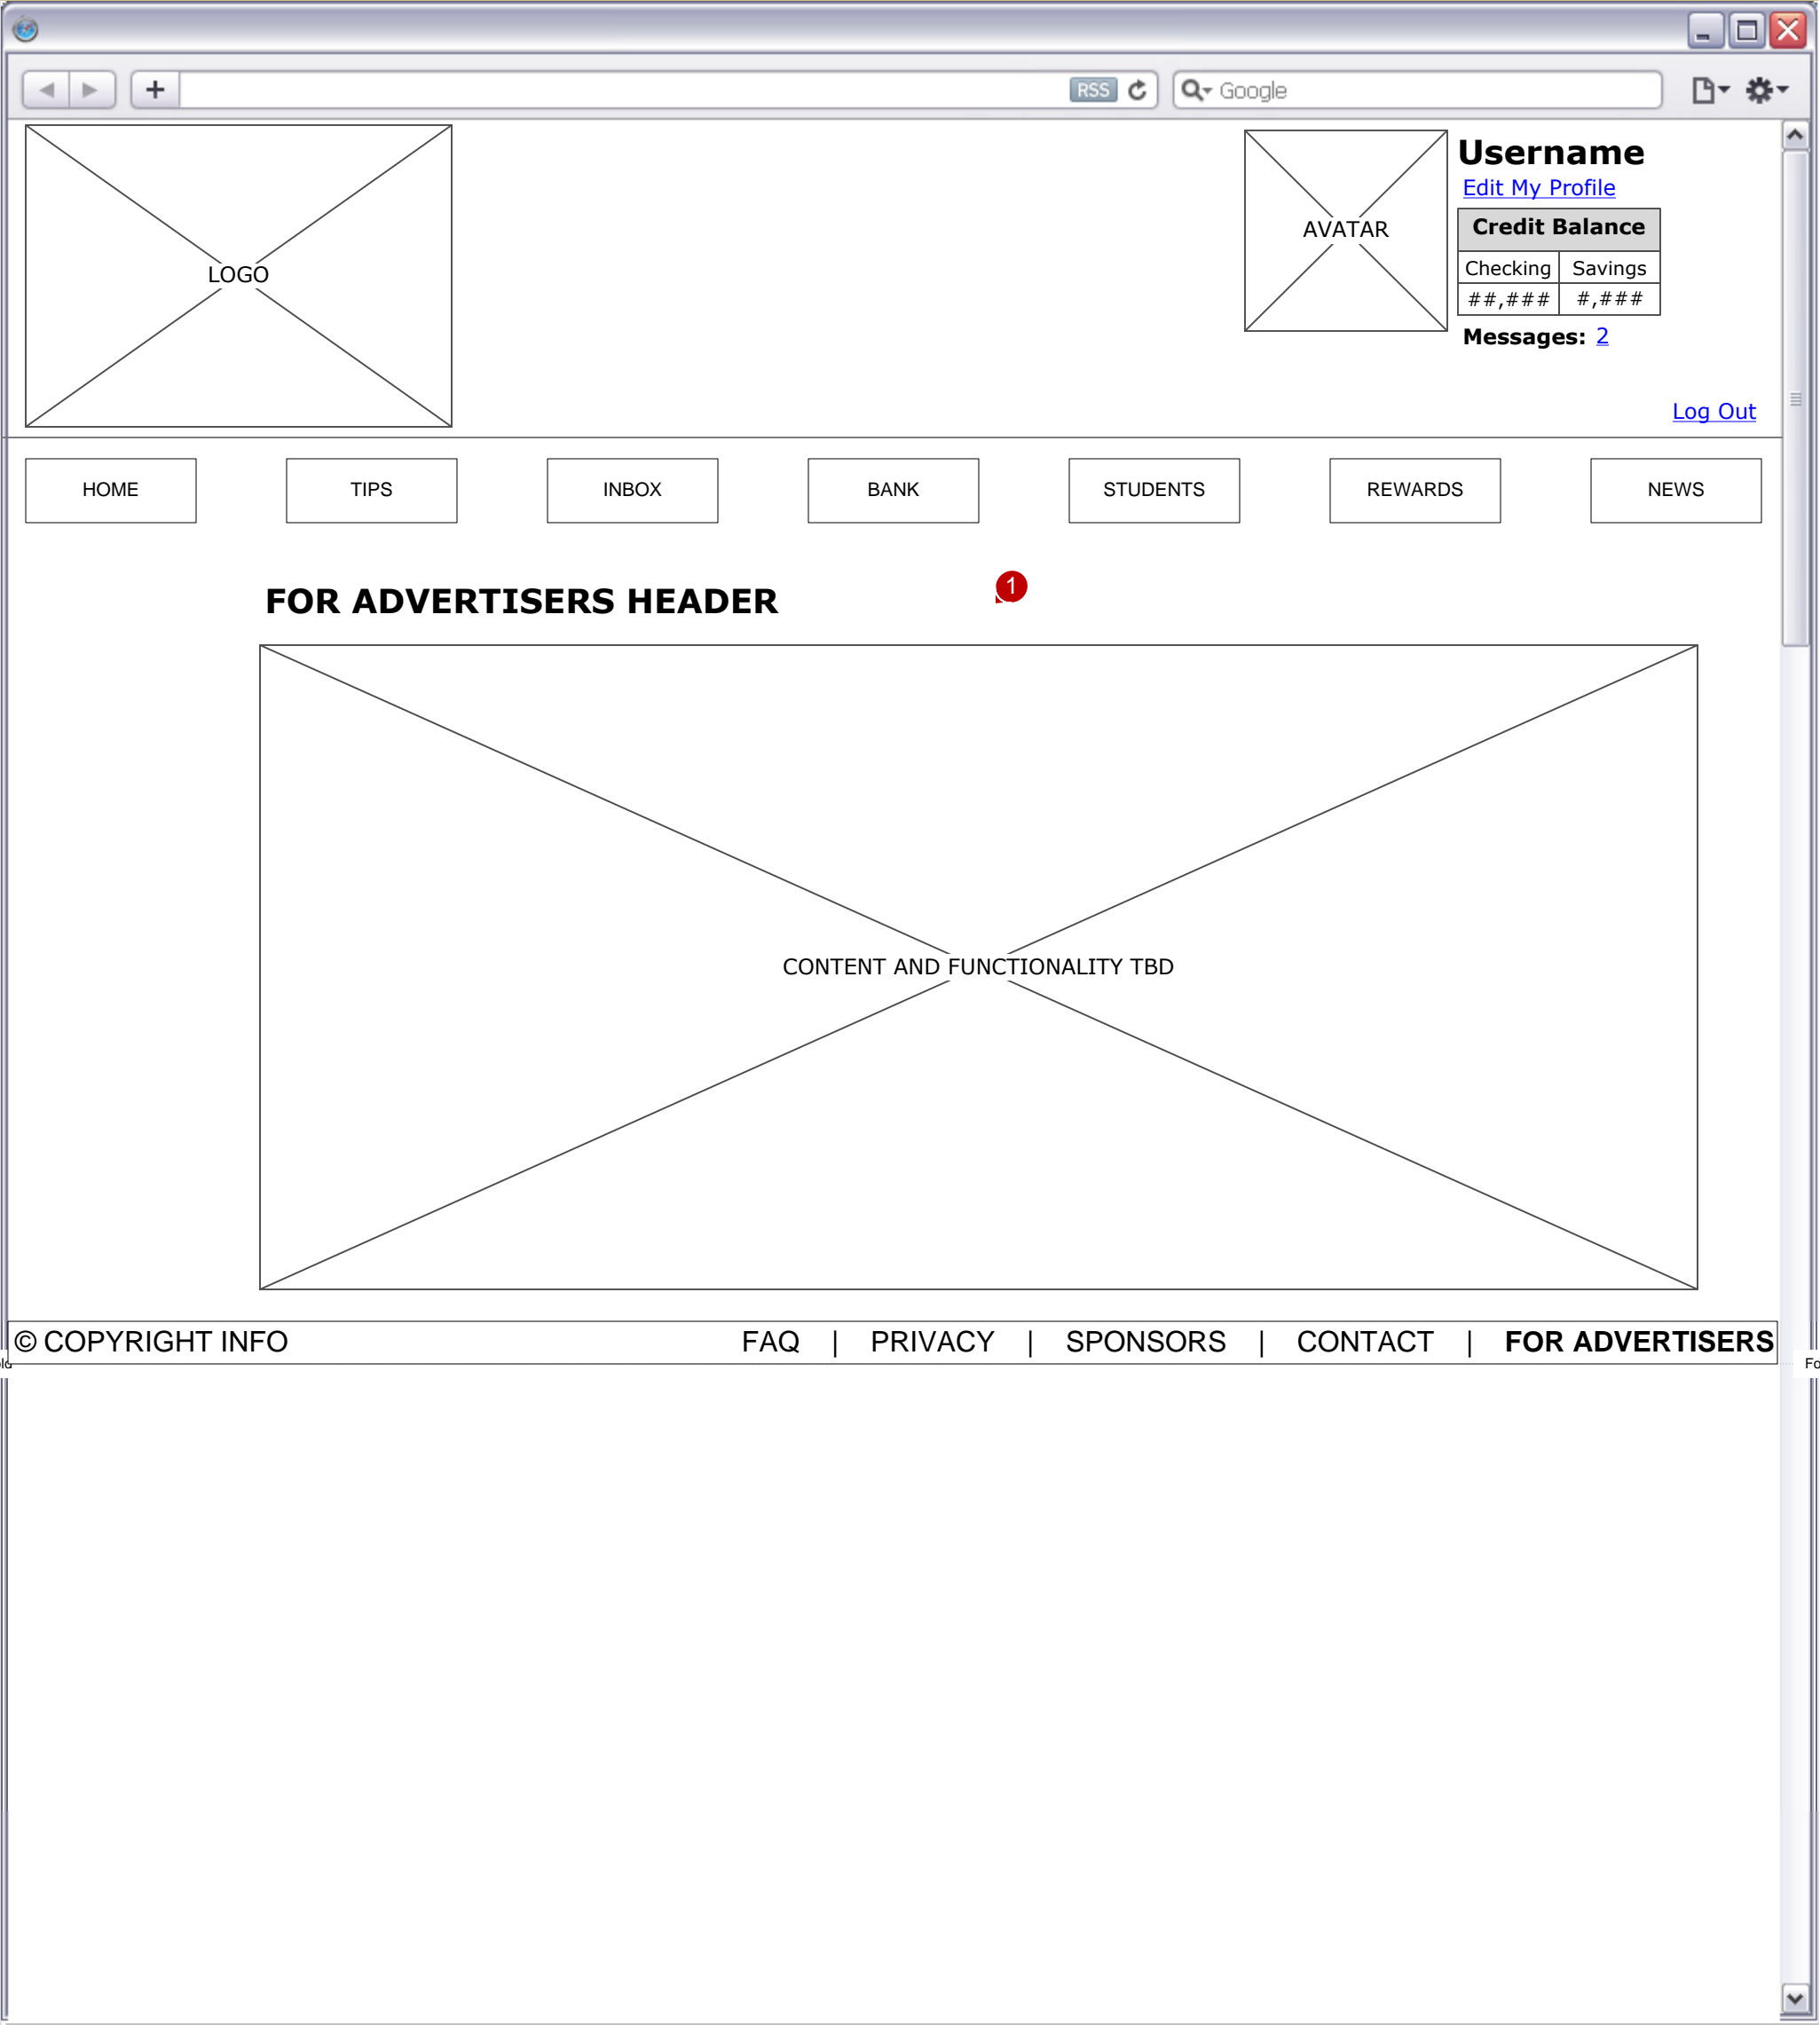 RSS
Google
LOGO
AVATAR
Username
Edit My Profile
Credit Balance
Checking Savings
##,### #,###
Messages: 2
Log Out
HOME TIPS INBOX BANK STUDENTS REWARDS NEWS
FOR ADVERTISERS HEADER
1
CONTENT AND FUNCTIONALITY TBD
© COPYRIGHT INFO FAQ | PRIVACY | SPONSORS | CONTACT | FOR ADVERTISERS